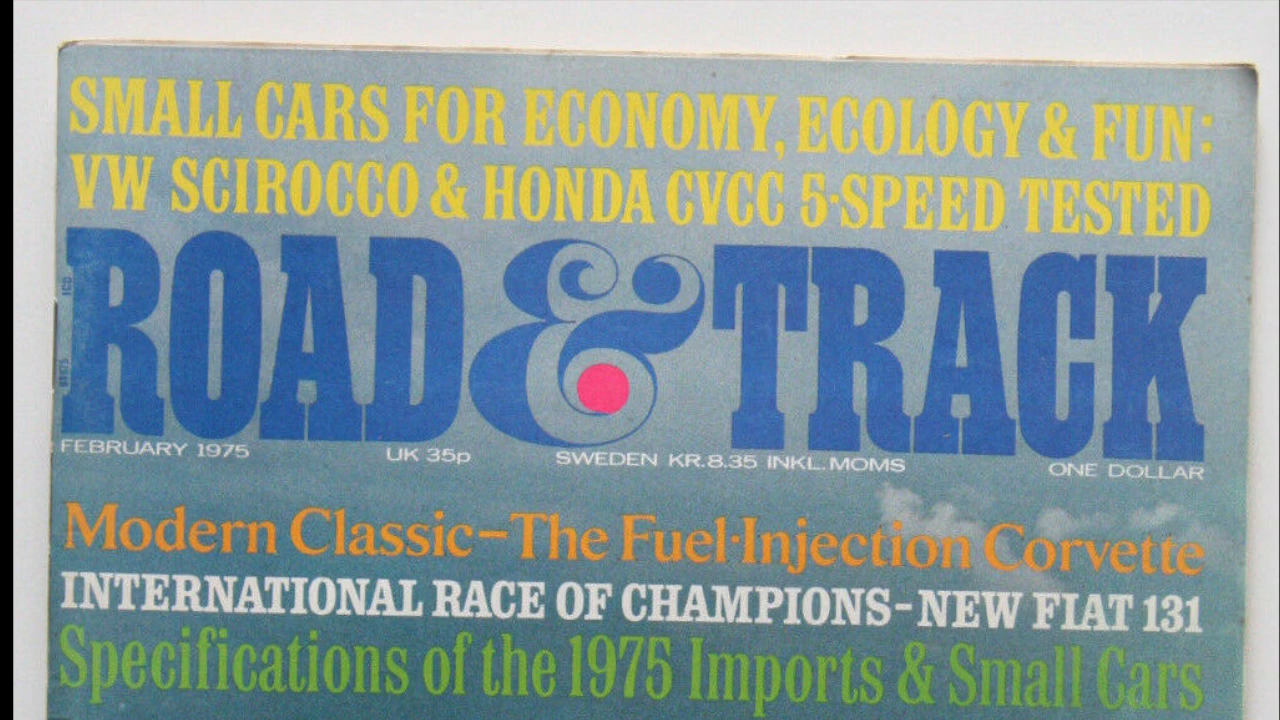 SMALL CARS FOR ECONOMY, ECOLOGY & FUN:
VW SCIROCCO & HONDA CVCC 5·SPEED TESTED
ROAD & TRACK
FEBRUARY 1975 UK 35p SWEDEN KR.8.35 INKL. MOMS ONE DOLLAR
Modern Classic–The Fuel·Injection Corvette
INTERNATIONAL RACE OF CHAMPIONS–NEW FIAT 131
Specifications of the 1975 Imports & Small Cars